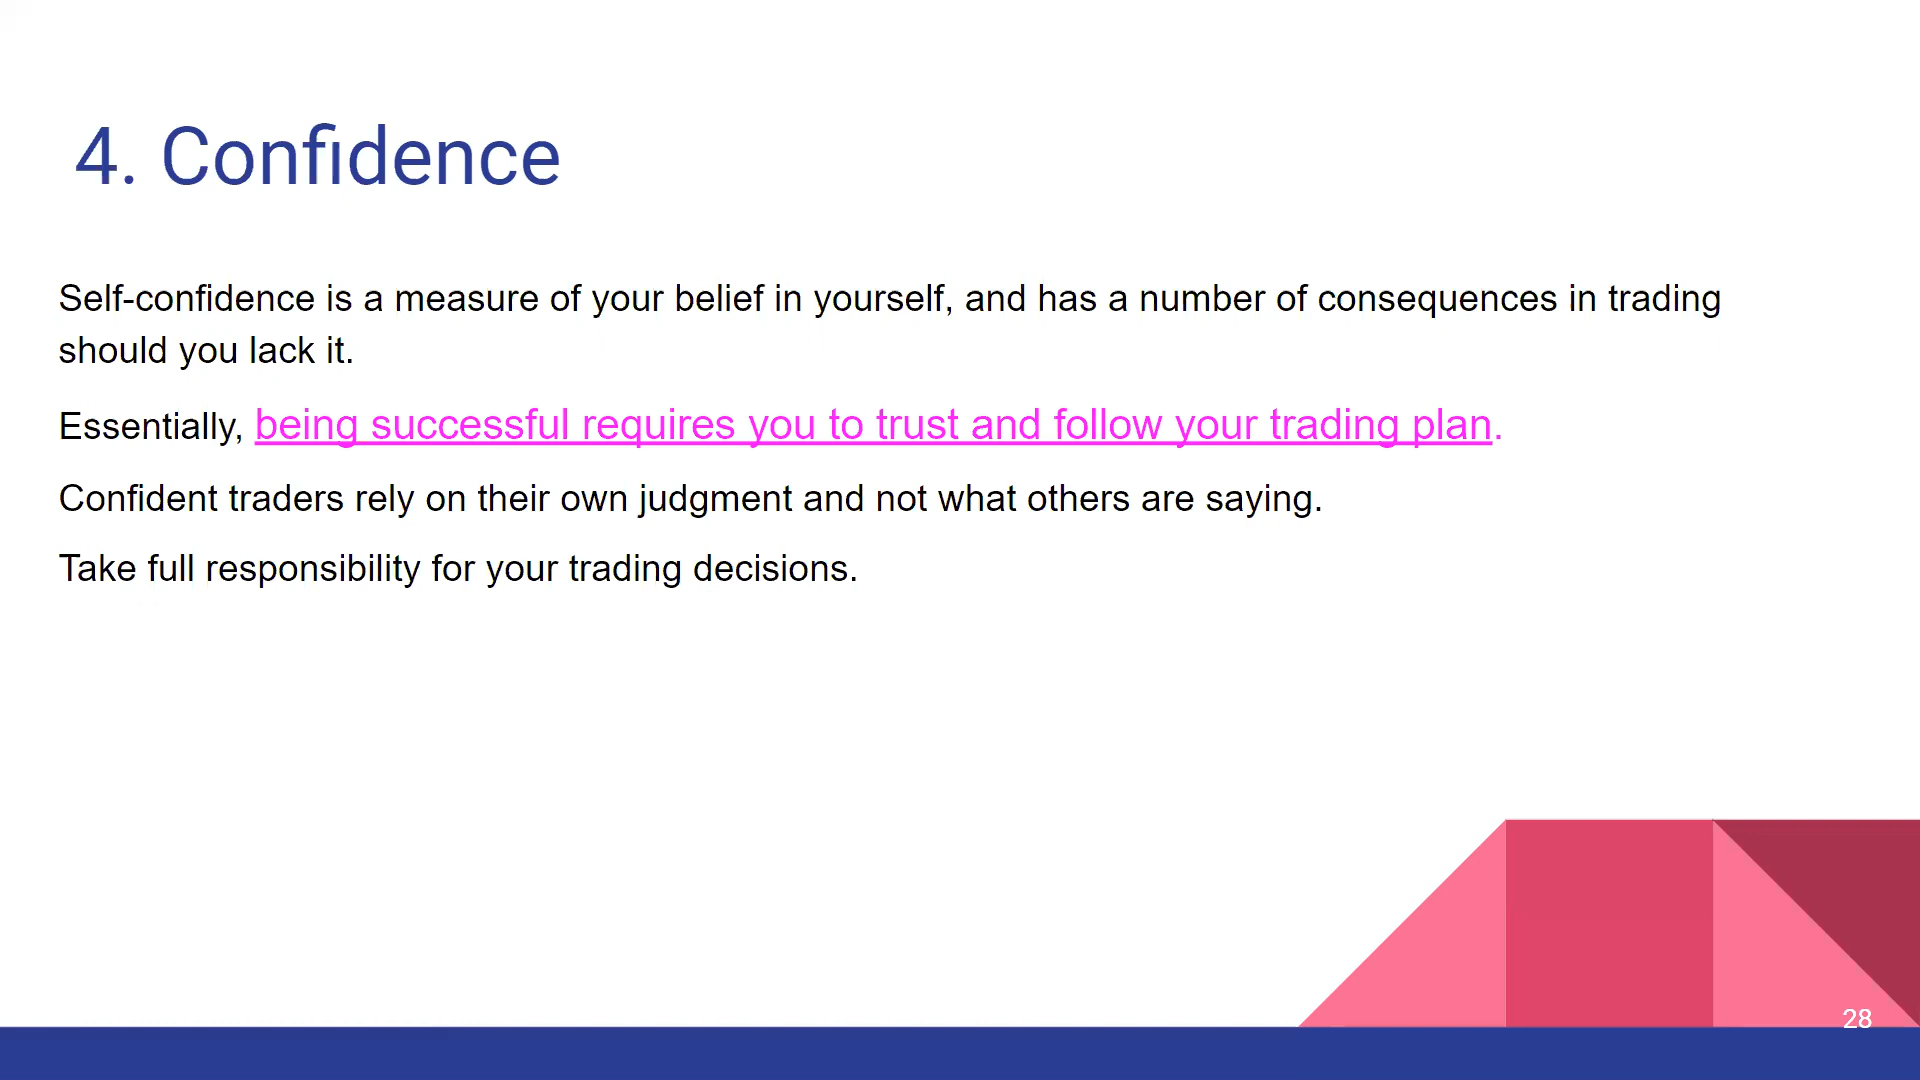 4. Confidence
Self-confidence is a measure of your belief in yourself, and has a number of consequences in trading
should you lack it.
Essentially, being successful requires you to trust and follow your trading plan.
Confident traders rely on their own judgment and not what others are saying.
Take full responsibility for your trading decisions.
28